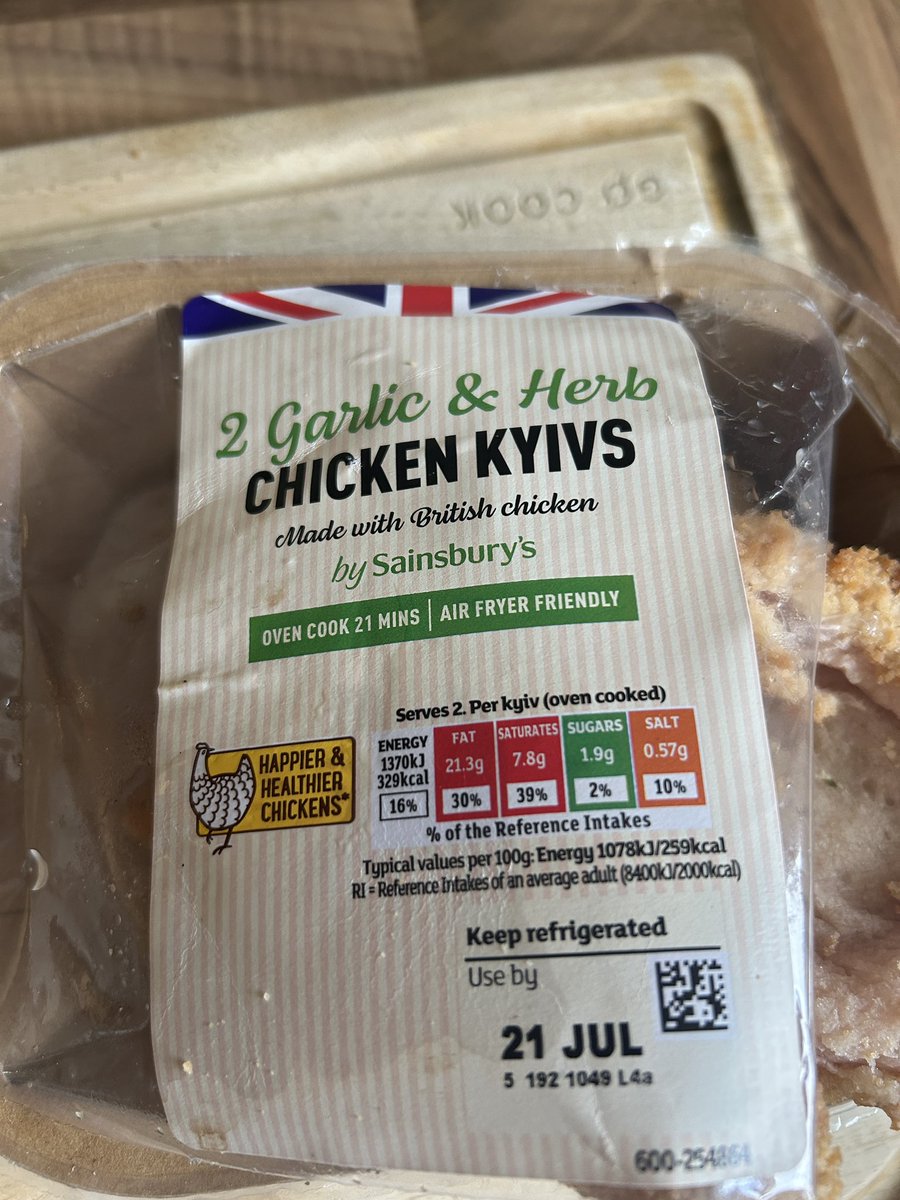 GO COOK
2 Garlic & Herb
CHICKEN KYIVS
Made with British chicken
by Sainsbury's
OVEN COOK 21 MINS | AIR FRYER FRIENDLY
Serves 2. Per kyiv (oven cooked)
ENERGY 1370kJ 329kcal 16%
FAT 21.3g 30%
SATURATES 7.8g 39%
SUGARS 1.9g 2%
SALT 0.57g 10%
% of the Reference Intakes
HAPPIER &
HEALTHIER
CHICKENS*
Typical values per 100g: Energy 1078kJ/259kcal
RI = Reference Intakes of an average adult (8400kJ/2000kcal)
Keep refrigerated
Use by
21 JUL
5 192 1049 L4a